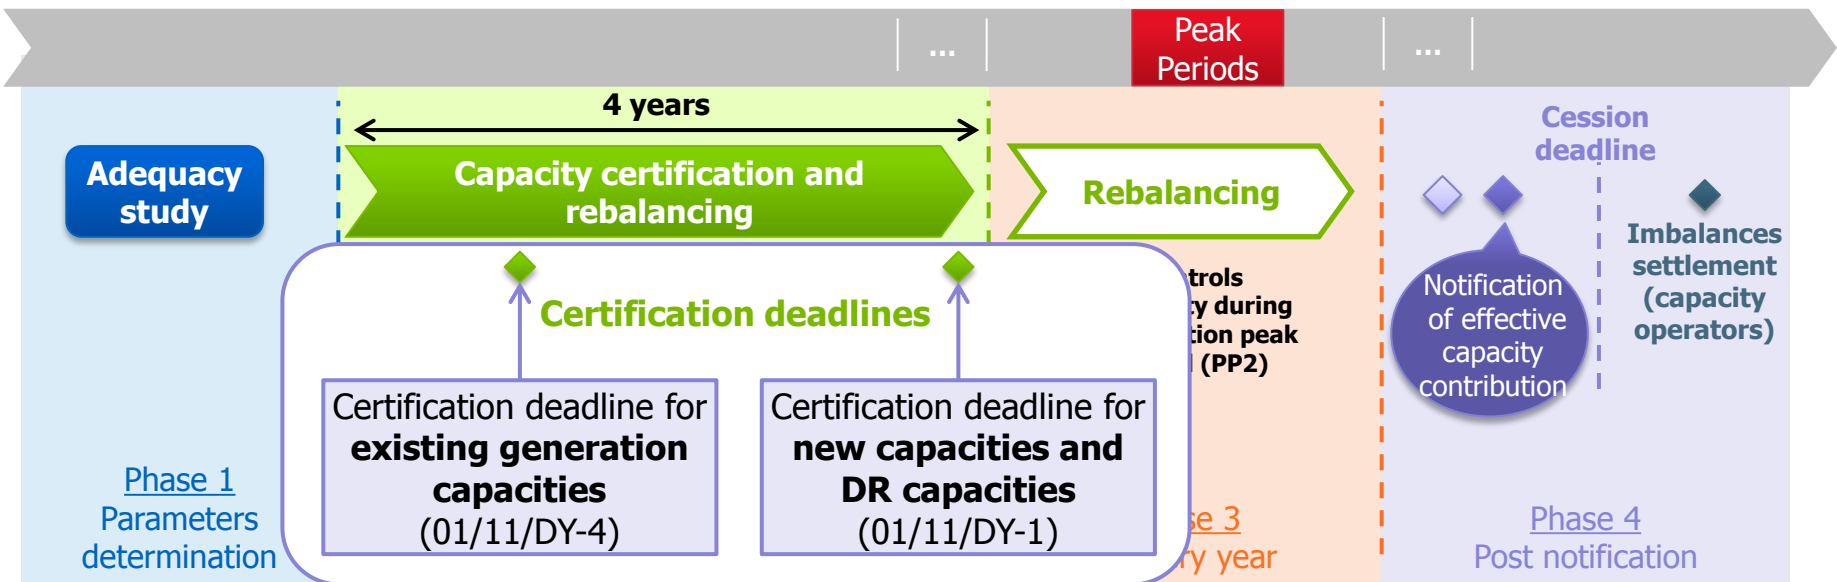 ...
Peak
Periods
...
4 years
Adequacy
study
Capacity certification and
rebalancing
Rebalancing
Cession
deadline
Certification deadlines
Certification deadline for
existing generation
capacities
(01/11/DY-4)
Certification deadline for
new capacities and
DR capacities
(01/11/DY-1)
during
peak
(PP2)
Notification
of effective
capacity
contribution
Imbalances
settlement
(capacity
operators)
Phase 1
Parameters
determination
3
year
Phase 4
Post notification